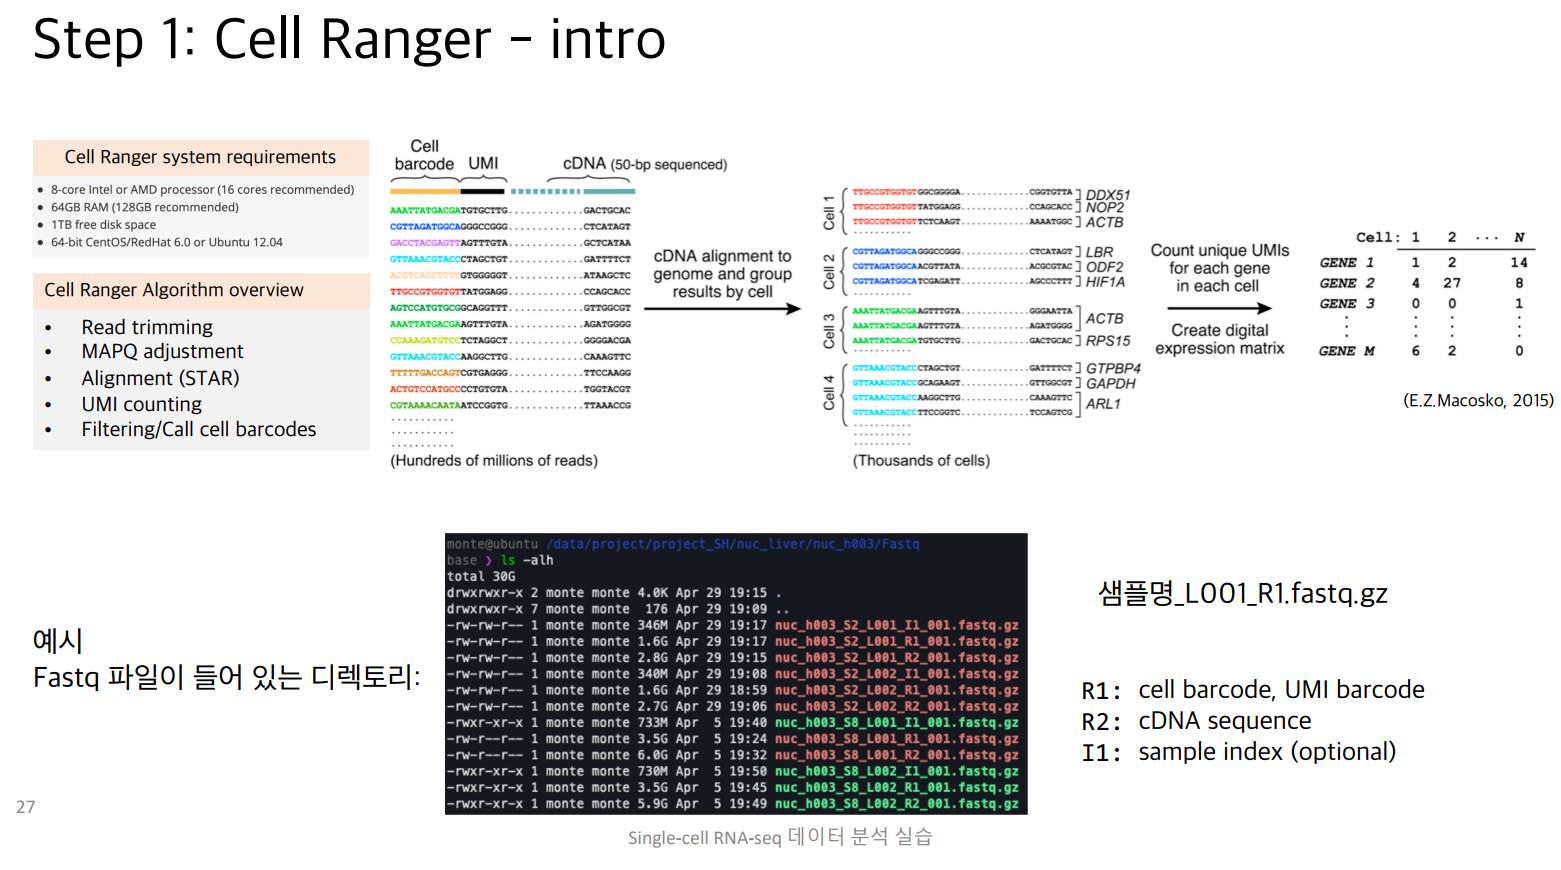 Step 1: Cell Ranger – intro
Cell Ranger system requirements
• 8-core Intel or AMD processor (16 cores recommended)
• 64GB RAM (128GB recommended)
• 1TB free disk space
• 64-bit CentOS/RedHat 6.0 or Ubuntu 12.04
Cell Ranger Algorithm overview
• Read trimming
• MAPQ adjustment
• Alignment (STAR)
• UMI counting
• Filtering/Call cell barcodes
Cell barcode
UMI
cDNA (50-bp sequenced)
AAATTATGACGATGTGCTTG............GACTGCAC
CGTTAGATGGCAGGGCCGGG............CTCATAGT
GACCTACGAGTTAGTTTGTA............GCTCATAA
GTTAAACGTACCCTAGCTGT............GATTTTCT
ACGTCACCTTTTGTGGGGGT............ATAAGCTC
TTGCCGTGGTGTTATGGAGG............CCAGCACC
AGTCCATGTGCGGCAGGTTT............GTTGGCGT
AAATTATGACGAAGTTTGTA............AGATGGGG
CCAAAGATGTCCTCTAGGCT............GGGGACGA
GTTAAACGTACCAAGGCTTG............CAAAGTTC
TTTTTGACCAGTCGTGAGGG............TTCCAAGG
ACTGTCCATGCCCCTGTGTA............TGGTACGT
CGTAAAACAATAATCCGGTG............TTAAACCG
(Hundreds of millions of reads)
cDNA alignment to
genome and group
results by cell
Cell 1
TTGCCGTGGTGTGGCGGGGA............CGGTGTTA DDX51
TTGCCGTGGTGTTATGGAGG............CCAGCACC NOP2
TTGCCGTGGTGTTCTCAAGT............AAAATGGC ACTB
Cell 2
CGTTAGATGGCAGGGCCGGG............CTCATAGT LBR
CGTTAGATGGCAACGTTATA............ACGCGTAC ODF2
CGTTAGATGGCATCGAGATT............AGCCCTTT HIF1A
Cell 3
AAATTATGACGAAGTTTGTA............GGGAATTA ACTB
AAATTATGACGAAGTTTGTA............AGATGGGG
AAATTATGACGATGTGCTTG............GACTGCAC RPS15
Cell 4
GTTAAACGTACCCTAGCTGT............GATTTTCT GTPBP4
GTTAAACGTACCGCAGAAGT............GTTGGCGT GAPDH
GTTAAACGTACCAAGGCTTG............CAAAGTTC ARL1
GTTAAACGTACCTTCCGGTC............TCCAGTCG
(Thousands of cells)
Count unique UMIs
for each gene
in each cell
Create digital
expression matrix
Cell: 1 2 ... N
GENE 1 1 2 14
GENE 2 4 27 8
GENE 3 0 0 1
GENE M 6 2 0
(E.Z.Macosko, 2015)
예시
Fastq 파일이 들어 있는 디렉토리:
monte@ubuntu /data/project/project_SH/nuc_liver/nuc_h003/Fastq
base ❯ ls -alh
total 30G
drwxrwxr-x 2 monte monte 4.0K Apr 29 19:15 .
drwxrwxr-x 7 monte monte 176 Apr 29 19:09 ..
-rw-rw-r-- 1 monte monte 346M Apr 29 19:17 nuc_h003_S2_L001_I1_001.fastq.gz
-rw-rw-r-- 1 monte monte 1.6G Apr 29 19:17 nuc_h003_S2_L001_R1_001.fastq.gz
-rw-rw-r-- 1 monte monte 2.8G Apr 29 19:15 nuc_h003_S2_L001_R2_001.fastq.gz
-rw-rw-r-- 1 monte monte 340M Apr 29 19:08 nuc_h003_S2_L002_I1_001.fastq.gz
-rw-rw-r-- 1 monte monte 1.6G Apr 29 18:59 nuc_h003_S2_L002_R1_001.fastq.gz
-rw-rw-r-- 1 monte monte 2.7G Apr 29 19:06 nuc_h003_S2_L002_R2_001.fastq.gz
-rwxr-xr-x 1 monte monte 733M Apr 5 19:40 nuc_h003_S8_L001_I1_001.fastq.gz
-rw-r--r-- 1 monte monte 3.5G Apr 5 19:24 nuc_h003_S8_L001_R1_001.fastq.gz
-rw-r--r-- 1 monte monte 6.0G Apr 5 19:32 nuc_h003_S8_L001_R2_001.fastq.gz
-rwxr-xr-x 1 monte monte 730M Apr 5 19:50 nuc_h003_S8_L002_I1_001.fastq.gz
-rwxr-xr-x 1 monte monte 3.5G Apr 5 19:45 nuc_h003_S8_L002_R1_001.fastq.gz
-rwxr-xr-x 1 monte monte 5.9G Apr 5 19:49 nuc_h003_S8_L002_R2_001.fastq.gz
샘플명_L001_R1.fastq.gz
R1: cell barcode, UMI barcode
R2: cDNA sequence
I1: sample index (optional)
27
Single-cell RNA-seq 데이터 분석 실습